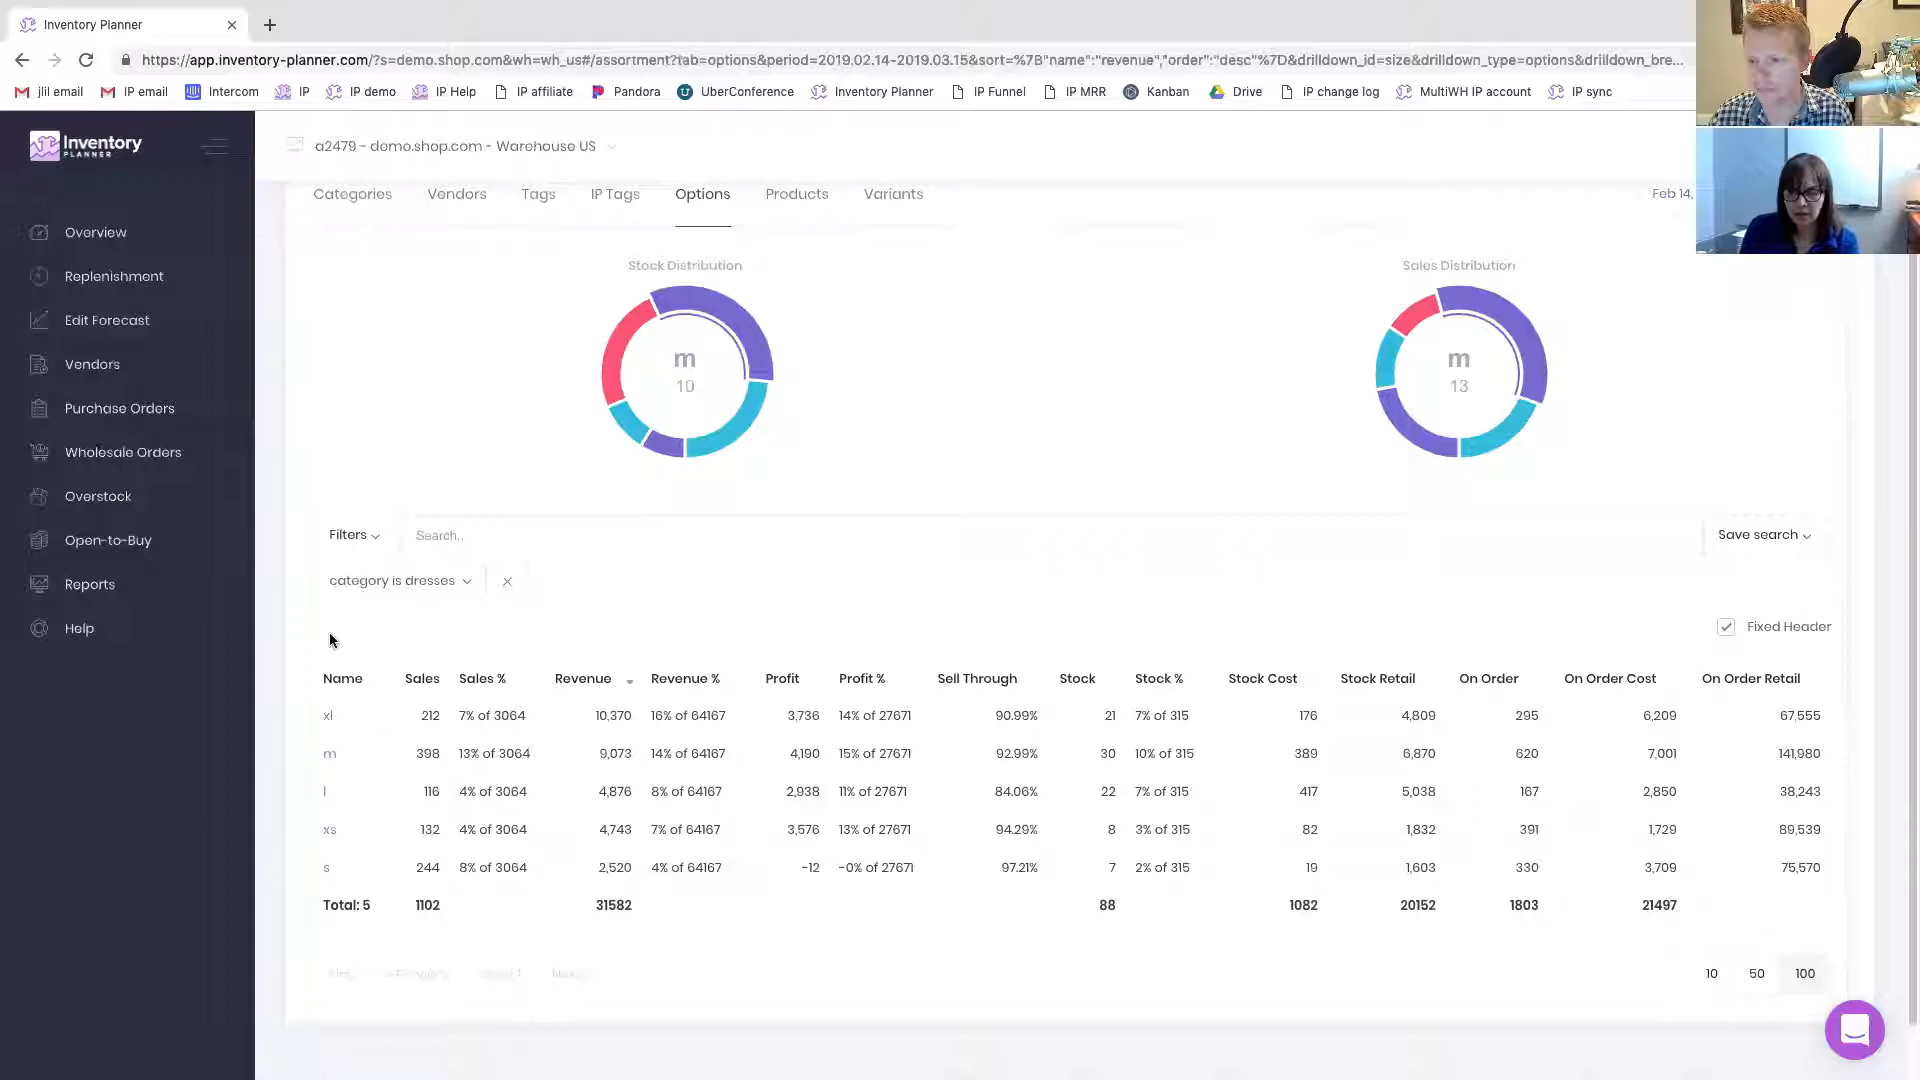 Inventory Planner
https://app.inventory-planner.com/?s=demo.shop.com&wh=wh_us#/assortment?tab=options&period=2019.02.14-2019.03.15&sort=%7B"name":"revenue","order":"desc"%7D&drilldown_id=size&drilldown_type=options&drilldown_bre...
jlil email IP email Intercom IP IP demo IP Help IP affiliate Pandora UberConference Inventory Planner IP Funnel IP MRR Kanban Drive IP change log MultiWH IP account IP sync
Inventory
PLANNER
a2479 - demo.shop.com - Warehouse US
Categories Vendors Tags IP Tags Options Products Variants Feb 14,
Overview
Replenishment
Edit Forecast
Vendors
Purchase Orders
Wholesale Orders
Overstock
Open-to-Buy
Reports
Help
Stock Distribution
m
10
Sales Distribution
m
13
Filters Search.. Save search
category is dresses
Fixed Header
Name Sales Sales % Revenue Revenue % Profit Profit % Sell Through Stock Stock % Stock Cost Stock Retail On Order On Order Cost On Order Retail
xl 212 7% of 3064 10,370 16% of 64167 3,736 14% of 27671 90.99% 21 7% of 315 176 4,809 295 6,209 67,555
m 398 13% of 3064 9,073 14% of 64167 4,190 15% of 27671 92.99% 30 10% of 315 389 6,870 620 7,001 141,980
l 116 4% of 3064 4,876 8% of 64167 2,938 11% of 27671 84.06% 22 7% of 315 417 5,038 167 2,850 38,243
xs 132 4% of 3064 4,743 7% of 64167 3,576 13% of 27671 94.29% 8 3% of 315 82 1,832 391 1,729 89,539
s 244 8% of 3064 2,520 4% of 64167 -12 -0% of 27671 97.21% 7 2% of 315 19 1,603 330 3,709 75,570
Total: 5 1102 31582 88 1082 20152 1803 21497
10 50 100